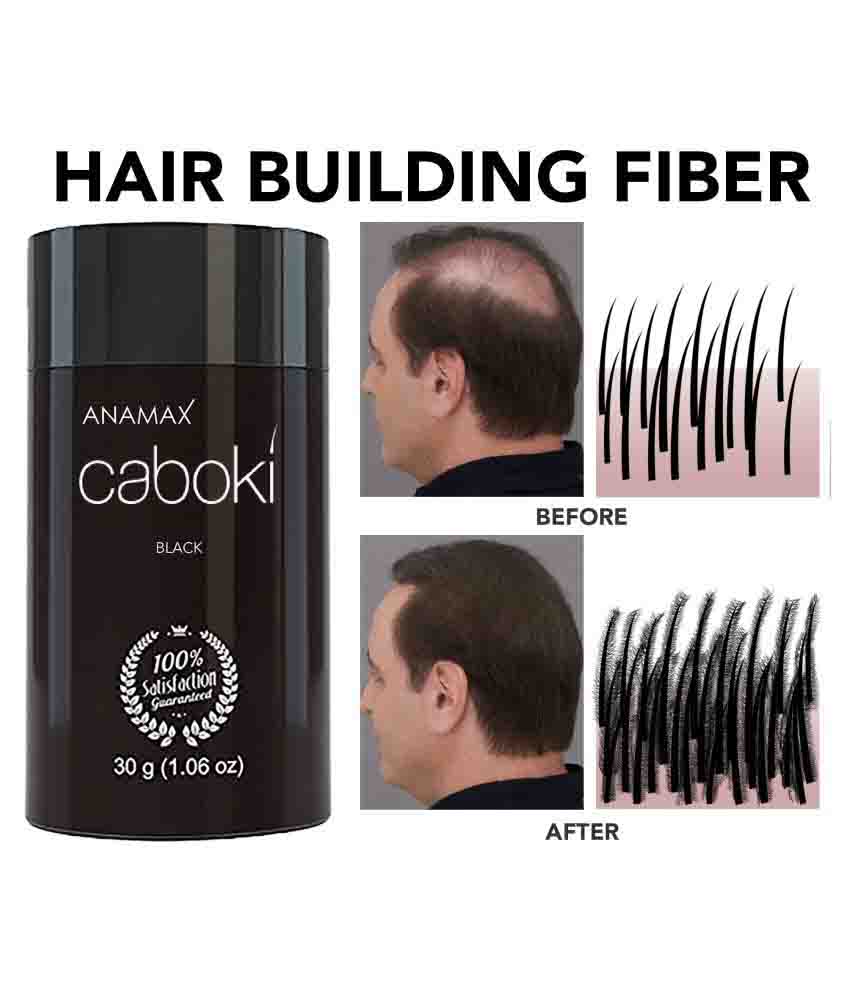 HAIR BUILDING FIBER
ANAMAX
caboki
BLACK
100%
Satisfaction
Guaranteed
30 g (1.06 oz)
BEFORE
AFTER